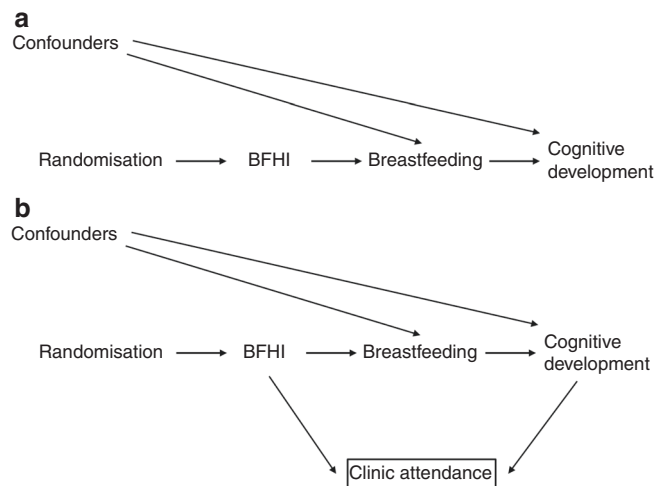 a
Confounders
Randomisation BFHI Breastfeeding Cognitive
development
b
Confounders
Randomisation BFHI Breastfeeding Cognitive
development
Clinic attendance